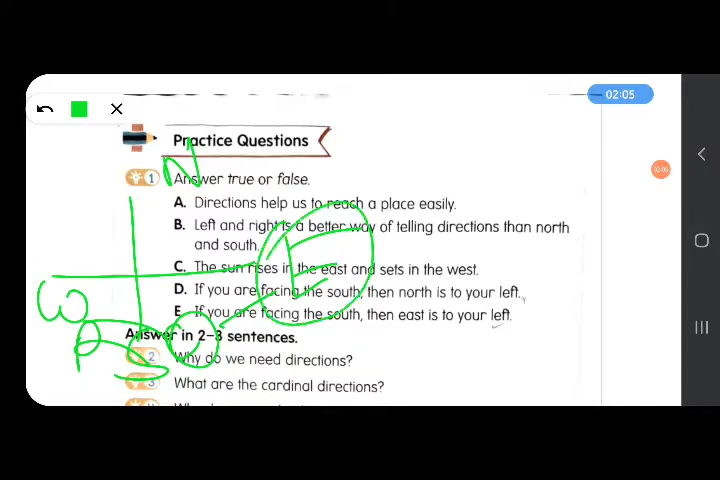 02:05
Practice Questions
N
1 Answer true or false.
A. Directions help us to reach a place easily.
B. Left and right is a better way of telling directions than north
and south.
C. The sun rises in the east and sets in the west.
E
D. If you are facing the south, then north is to your left.
W
E. If you are facing the south, then east is to your left.
Answer in 2-3 sentences.
2 Why do we need directions?
3 What are the cardinal directions?
02:06